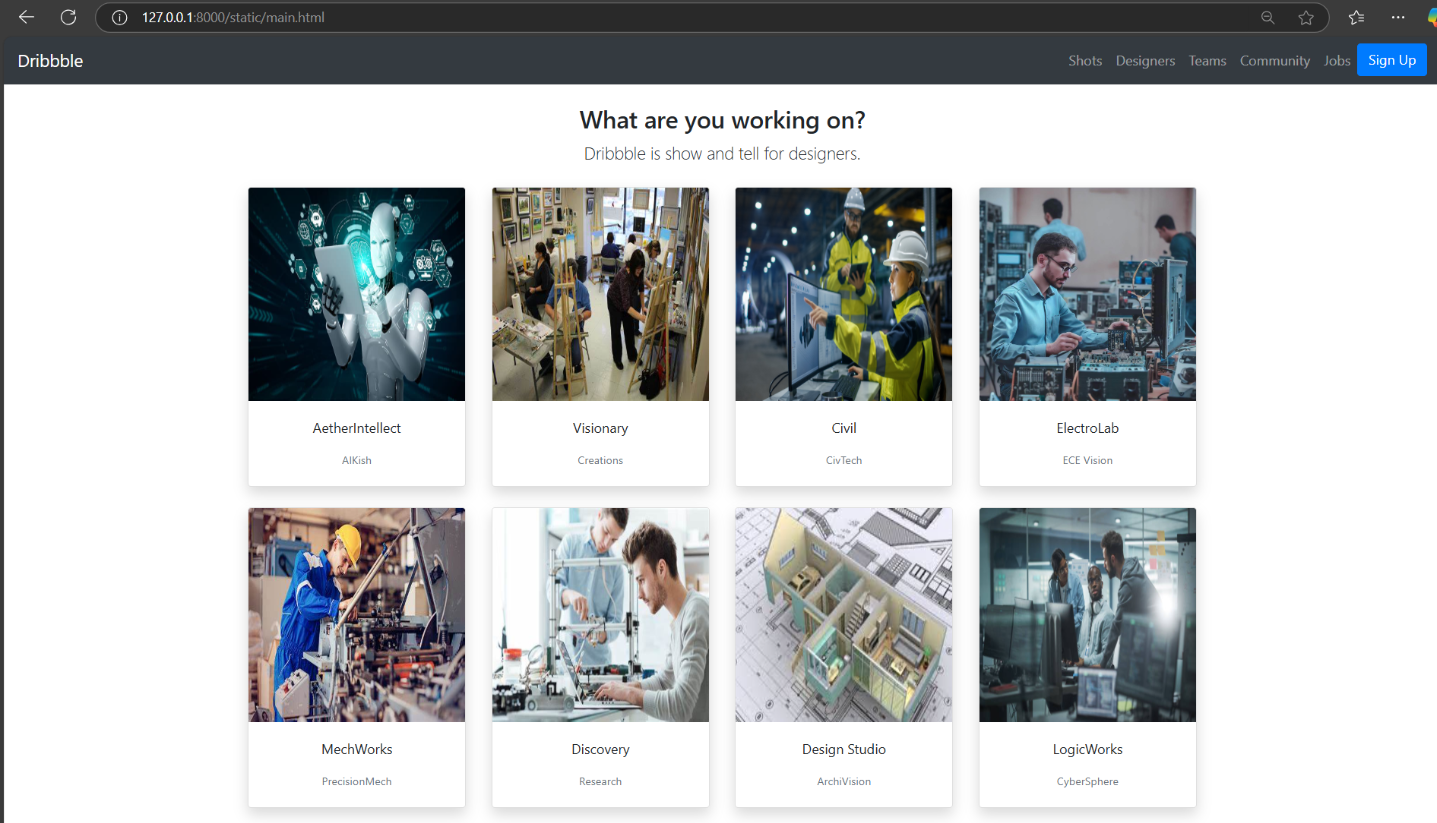 127.0.0.1:8000/static/main.html
Dribbble
Shots Designers Teams Community Jobs Sign Up
What are you working on?
Dribbble is show and tell for designers.
AetherIntellect Visionary Civil ElectroLab
AIKish Creations CivTech ECE Vision
MechWorks Discovery Design Studio LogicWorks
PrecisionMech Research ArchiVision CyberSphere